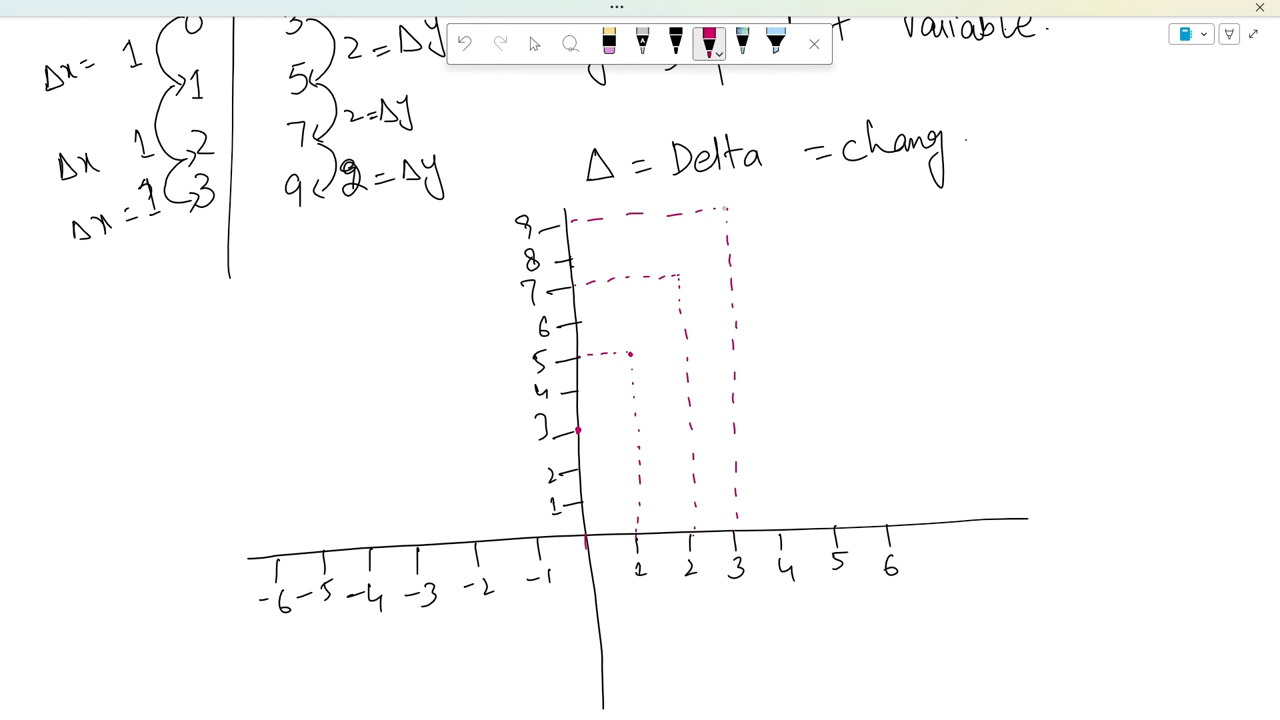 0 3
Δx = 1 2 = Δy variable.
1 5
2 = Δy
Δx 1 2 7
Δ = Delta = chang
Δx = 1 3 9 2 = Δy
9
8
7
6
5
4
3
2
1
-6 -5 -4 -3 -2 -1 1 2 3 4 5 6